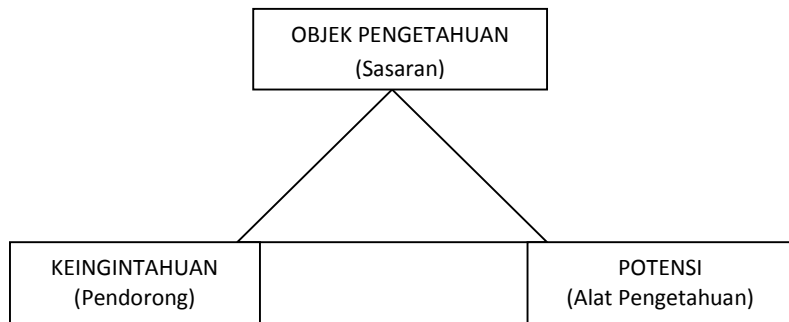 OBJEK PENGETAHUAN
(Sasaran)
KEINGINTAHUAN
(Pendorong)
POTENSI
(Alat Pengetahuan)